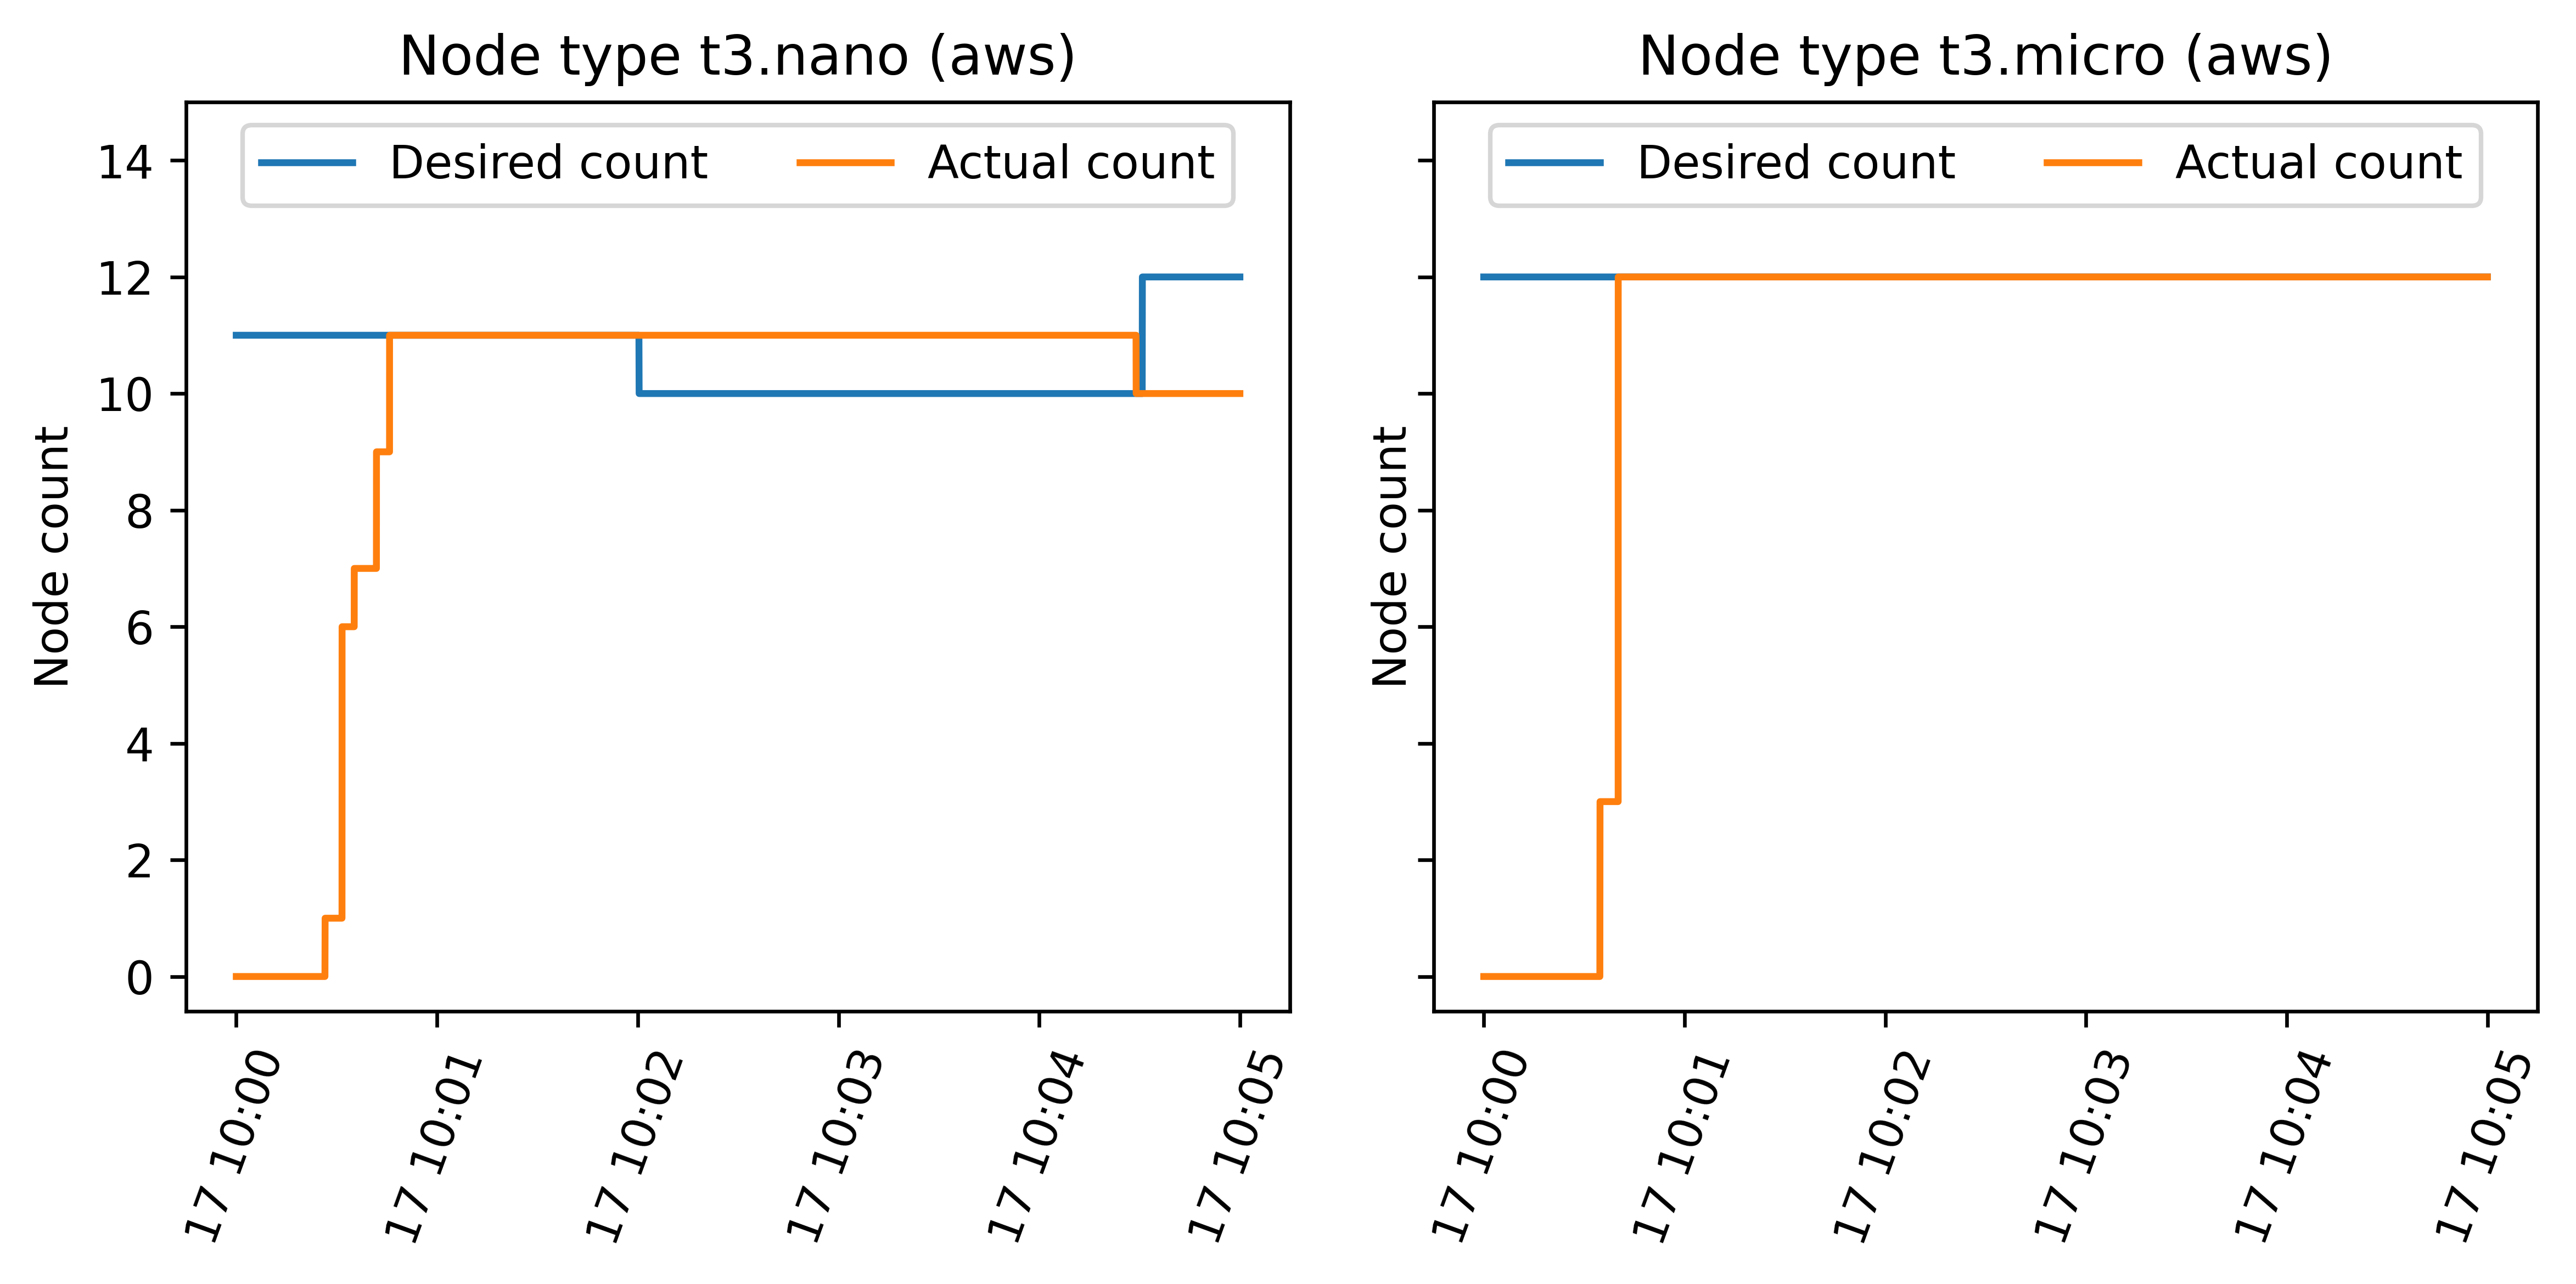 Node type t3.nano (aws)
Desired count
Actual count
Node count
14
12
10
8
6
4
2
0
17 10:00
17 10:01
17 10:02
17 10:03
17 10:04
17 10:05
Node type t3.micro (aws)
Desired count
Actual count
Node count
17 10:00
17 10:01
17 10:02
17 10:03
17 10:04
17 10:05